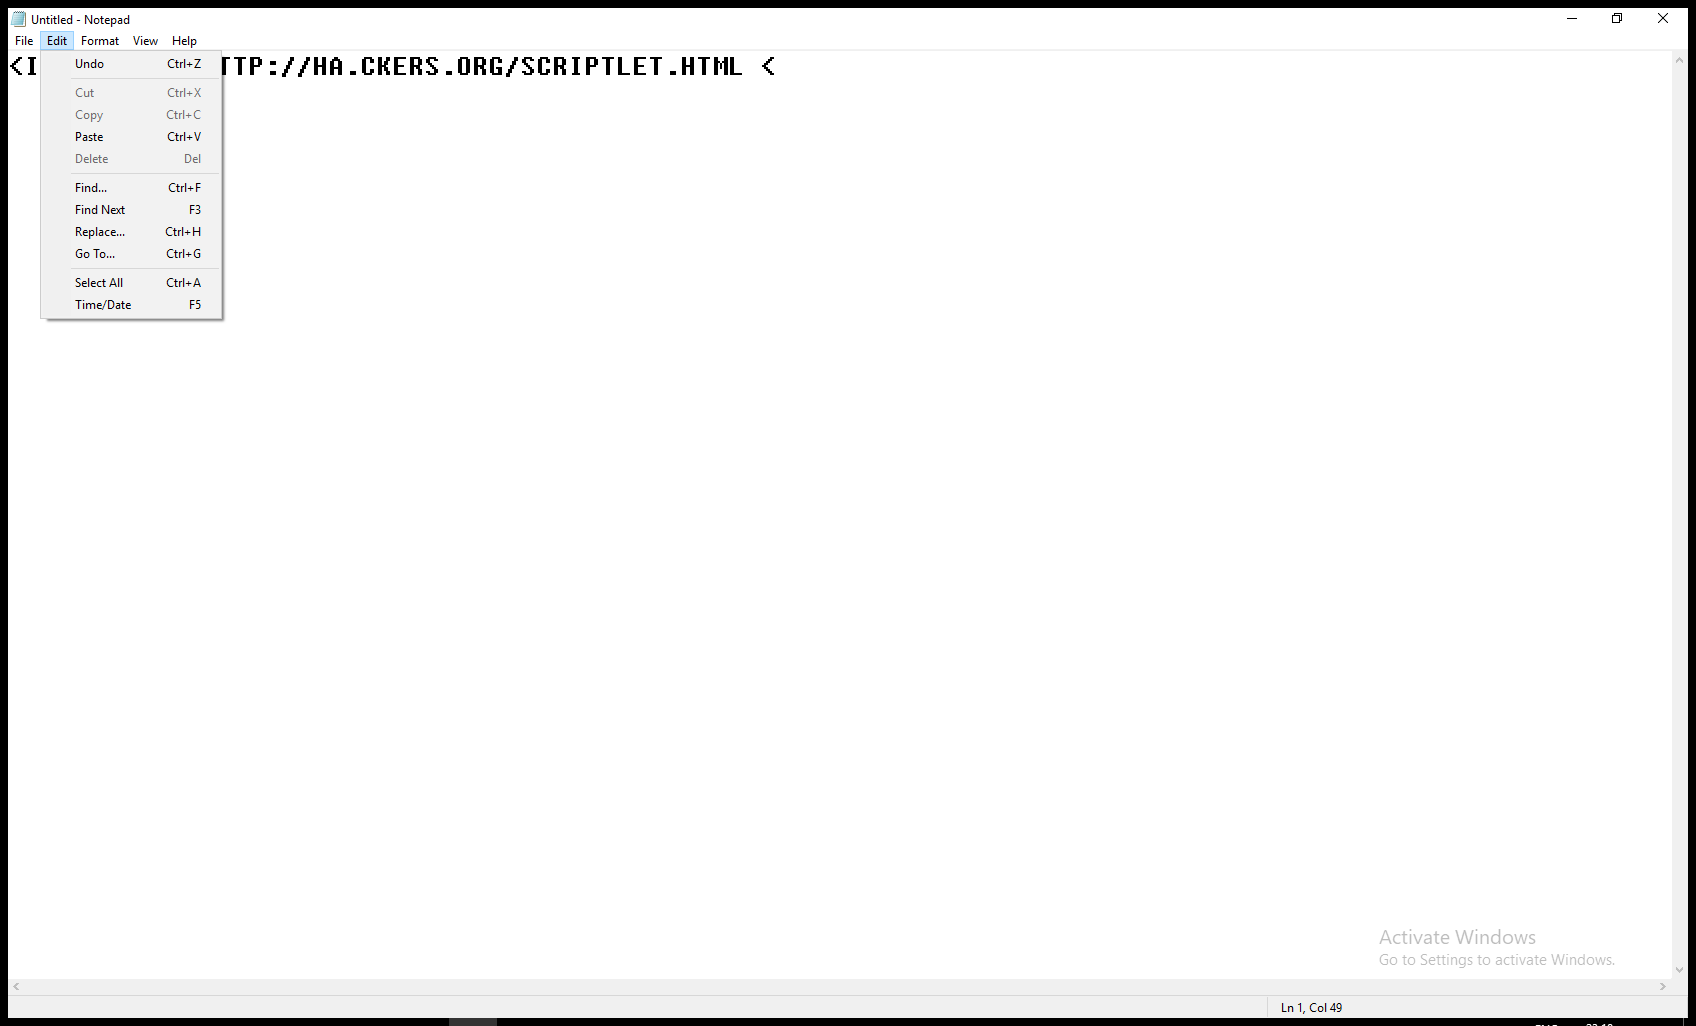 Untitled - Notepad
File Edit Format View Help
<I TTP://HA.CKERS.ORG/SCRIPTLET.HTML <
Undo Ctrl+Z
Cut Ctrl+X
Copy Ctrl+C
Paste Ctrl+V
Delete Del
Find... Ctrl+F
Find Next F3
Replace... Ctrl+H
Go To... Ctrl+G
Select All Ctrl+A
Time/Date F5
Activate Windows
Go to Settings to activate Windows.
Ln 1, Col 49